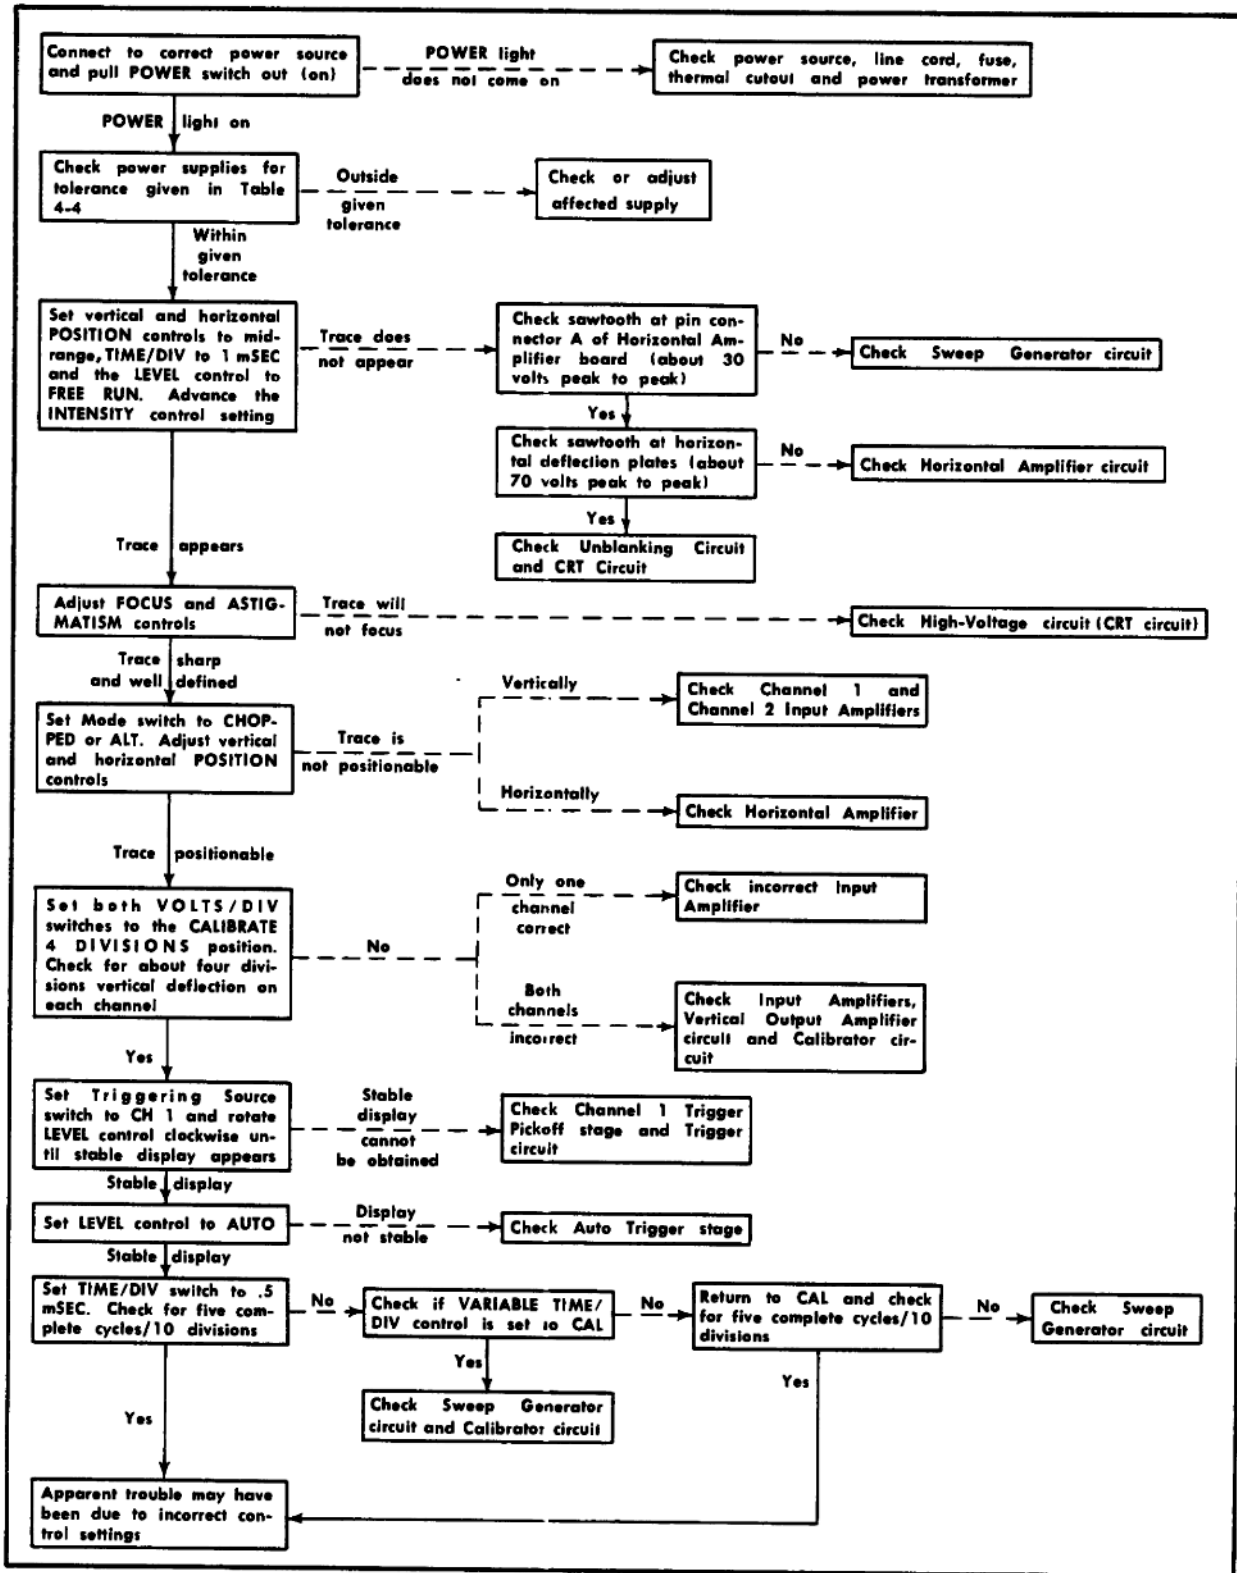 Connect to correct power source
and pull POWER switch out (on)
POWER light
does not come on
Check power source, line cord, fuse,
thermal cutout and power transformer
POWER light on
Check power supplies for
tolerance given in Table
4-4
Outside
given
tolerance
Check or adjust
affected supply
Within
given
tolerance
Set vertical and horizontal
POSITION controls to mid-
range, TIME/DIV to 1 mSEC
and the LEVEL control to
FREE RUN. Advance the
INTENSITY control setting
Trace does
not appear
Check sawtooth at pin con-
nector A of Horizontal Am-
plifier board (about 30
volts peak to peak)
No
Check Sweep Generator circuit
Yes
Check sawtooth at horizon-
tal deflection plates (about
70 volts peak to peak)
No
Check Horizontal Amplifier circuit
Yes
Check Unblanking Circuit
and CRT Circuit
Trace appears
Adjust FOCUS and ASTIG-
MATISM controls
Trace will
not focus
Check High-Voltage circuit (CRT circuit)
Trace sharp
and well defined
Set Mode switch to CHOP-
PED or ALT. Adjust vertical
and horizontal POSITION
controls
Trace is
not positionable
Vertically
Check Channel 1 and
Channel 2 Input Amplifiers
Horizontally
Check Horizontal Amplifier
Trace positionable
Set both VOLTS/DIV
switches to the CALIBRATE
4 DIVISIONS position.
Check for about four divi-
sions vertical deflection on
each channel
No
Only one
channel
correct
Check incorrect Input
Amplifier
Both
channels
incorrect
Check Input Amplifiers,
Vertical Output Amplifier
circuit and Calibrator cir-
cuit
Yes
Set Triggering Source
switch to CH 1 and rotate
LEVEL control clockwise un-
til stable display appears
Stable
display
cannot
be obtained
Check Channel 1 Trigger
Pickoff stage and Trigger
circuit
Stable display
Set LEVEL control to AUTO
Display
not stable
Check Auto Trigger stage
Stable display
Set TIME/DIV switch to .5
mSEC. Check for five com-
plete cycles/10 divisions
No
Check if VARIABLE TIME/
DIV control is set to CAL
No
Return to CAL and check
for five complete cycles/10
divisions
No
Check Sweep
Generator circuit
Yes
Check Sweep Generator
circuit and Calibrator circuit
Yes
Yes
Apparent trouble may have
been due to incorrect con-
trol settings